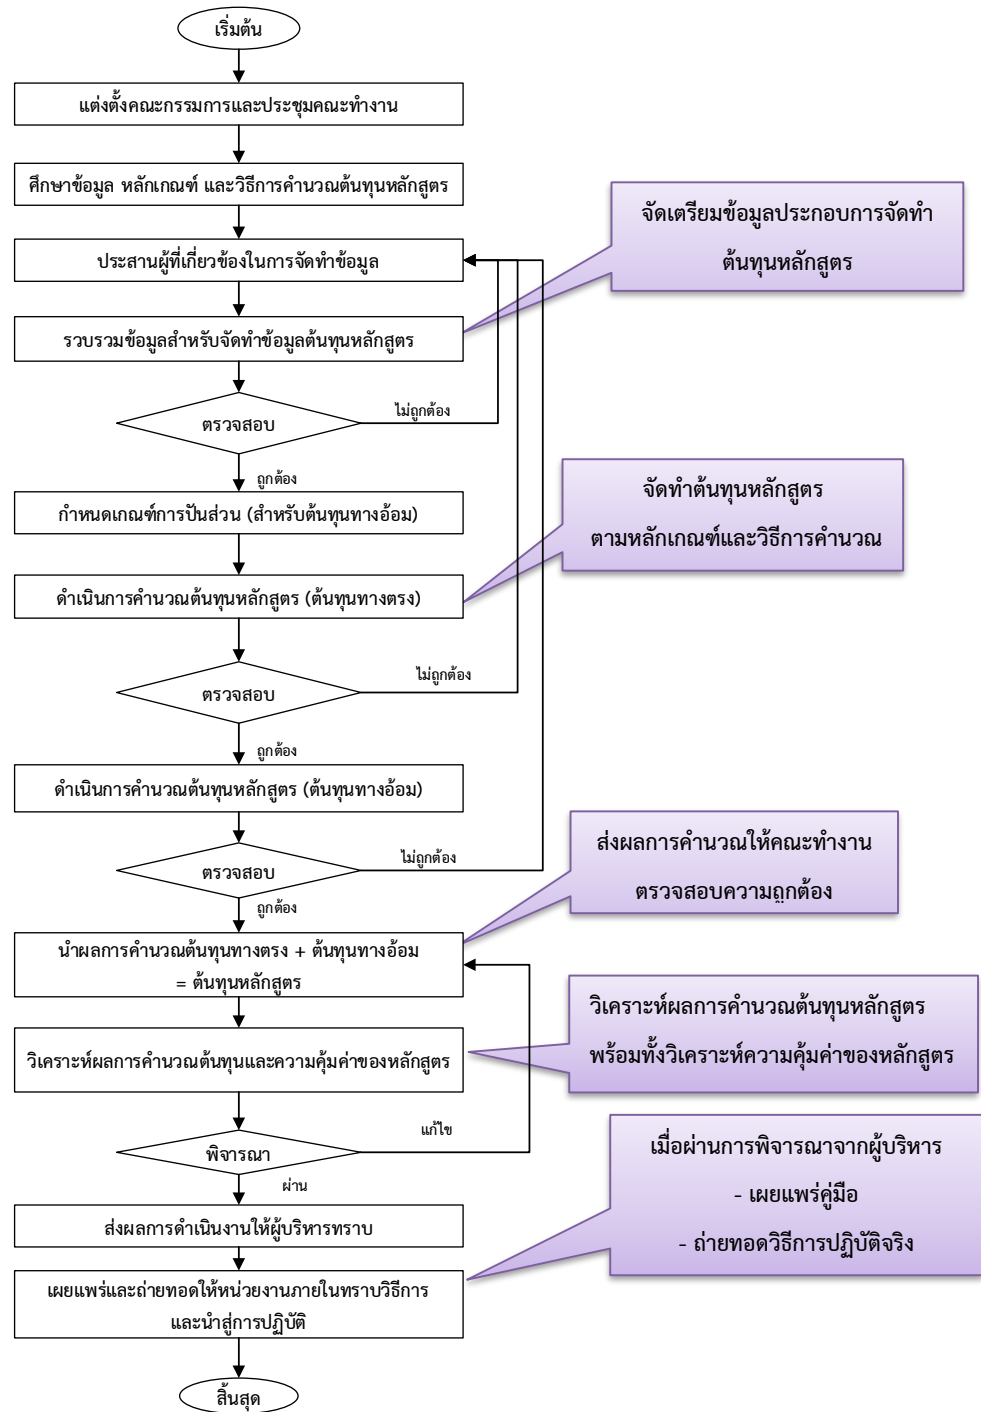 เริ่มต้น
แต่งตั้งคณะกรรมการและประชุมคณะทำงาน
ศึกษาข้อมูล หลักเกณฑ์ และวิธีการคำนวณต้นทุนหลักสูตร
จัดเตรียมข้อมูลประกอบการจัดทำ
ต้นทุนหลักสูตร
ประสานผู้ที่เกี่ยวข้องในการจัดทำข้อมูล
รวบรวมข้อมูลสำหรับจัดทำข้อมูลต้นทุนหลักสูตร
ไม่ถูกต้อง
ตรวจสอบ
ถูกต้อง
จัดทำต้นทุนหลักสูตร
ตามหลักเกณฑ์และวิธีการคำนวณ
กำหนดเกณฑ์การปันส่วน (สำหรับต้นทุนทางอ้อม)
ดำเนินการคำนวณต้นทุนหลักสูตร (ต้นทุนทางตรง)
ไม่ถูกต้อง
ตรวจสอบ
ถูกต้อง
ดำเนินการคำนวณต้นทุนหลักสูตร (ต้นทุนทางอ้อม)
ไม่ถูกต้อง
ตรวจสอบ
ถูกต้อง
ส่งผลการคำนวณให้คณะทำงาน
ตรวจสอบความถูกต้อง
นำผลการคำนวณต้นทุนทางตรง + ต้นทุนทางอ้อม
= ต้นทุนหลักสูตร
วิเคราะห์ผลการคำนวณต้นทุนหลักสูตร
พร้อมทั้งวิเคราะห์ความคุ้มค่าของหลักสูตร
วิเคราะห์ผลการคำนวณต้นทุนและความคุ้มค่าของหลักสูตร
แก้ไข
พิจารณา
ผ่าน
เมื่อผ่านการพิจารณาจากผู้บริหาร
- เผยแพร่คู่มือ
- ถ่ายทอดวิธีการปฏิบัติจริง
ส่งผลการดำเนินงานให้ผู้บริหารทราบ
เผยแพร่และถ่ายทอดให้หน่วยงานภายในทราบวิธีการ
และนำสู่การปฏิบัติ
สิ้นสุด